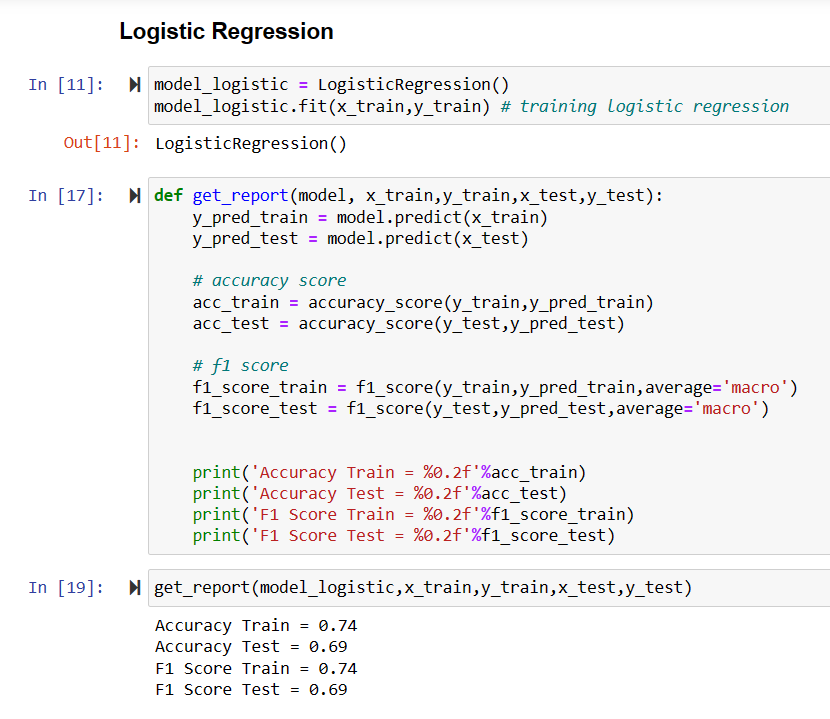 Logistic Regression
In [11]: model_logistic = LogisticRegression()
model_logistic.fit(x_train,y_train) # training logistic regression
Out[11]: LogisticRegression()
In [17]: def get_report(model, x_train,y_train,x_test,y_test):
    y_pred_train = model.predict(x_train)
    y_pred_test = model.predict(x_test)
    # accuracy score
    acc_train = accuracy_score(y_train,y_pred_train)
    acc_test = accuracy_score(y_test,y_pred_test)
    # f1 score
    f1_score_train = f1_score(y_train,y_pred_train,average='macro')
    f1_score_test = f1_score(y_test,y_pred_test,average='macro')
    print('Accuracy Train = %0.2f'%acc_train)
    print('Accuracy Test = %0.2f'%acc_test)
    print('F1 Score Train = %0.2f'%f1_score_train)
    print('F1 Score Test = %0.2f'%f1_score_test)
In [19]: get_report(model_logistic,x_train,y_train,x_test,y_test)
Accuracy Train = 0.74
Accuracy Test = 0.69
F1 Score Train = 0.74
F1 Score Test = 0.69